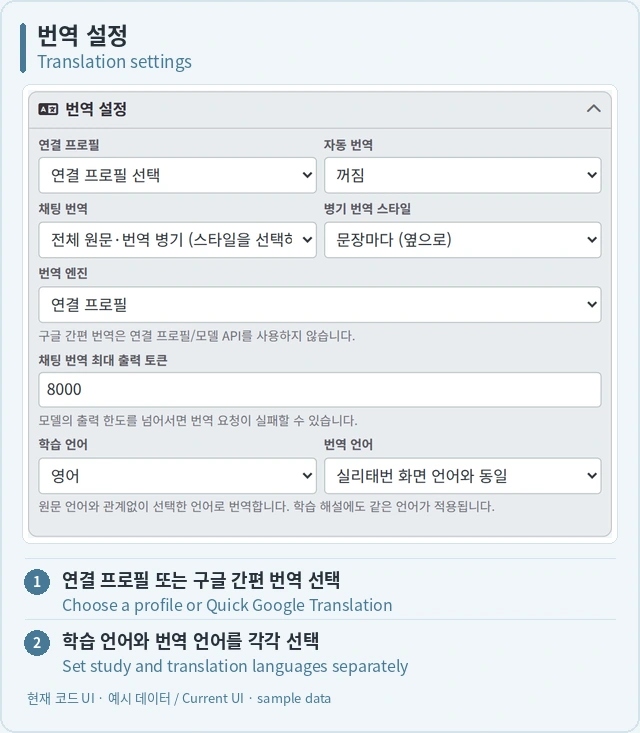 번역 설정
Translation settings
번역 설정
연결 프로필
자동 번역
연결 프로필 선택
꺼짐
채팅 번역
병기 번역 스타일
전체 원문·번역 병기 (스타일을 선택하
문장마다 (옆으로)
번역 엔진
연결 프로필
구글 간편 번역은 연결 프로필/모델 API를 사용하지 않습니다.
채팅 번역 최대 출력 토큰
8000
모델의 출력 한도를 넘어서면 번역 요청이 실패할 수 있습니다.
학습 언어
번역 언어
영어
실리태번 화면 언어와 동일
원문 언어와 관계없이 선택한 언어로 번역합니다. 학습 해설에도 같은 언어가 적용됩니다.
1 연결 프로필 또는 구글 간편 번역 선택
Choose a profile or Quick Google Translation
2 학습 언어와 번역 언어를 각각 선택
Set study and translation languages separately
현재 코드 UI · 예시 데이터 / Current UI · sample data